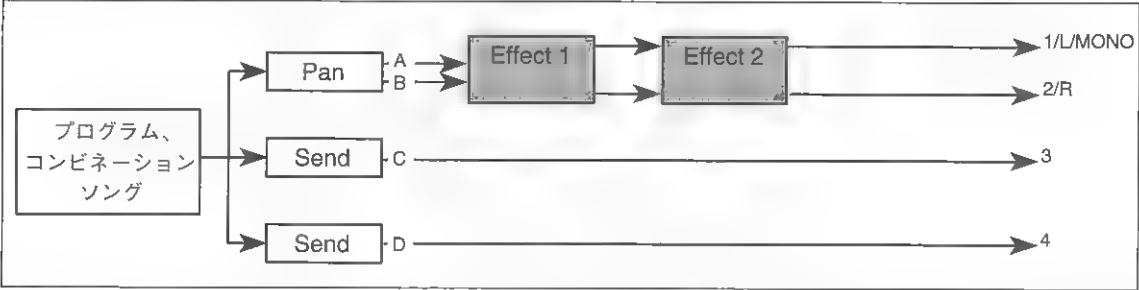 プログラム、
コンビネーション
ソング
Pan
A
B
Effect 1
Effect 2
1/L/MONO
2/R
Send
C
3
Send
D
4